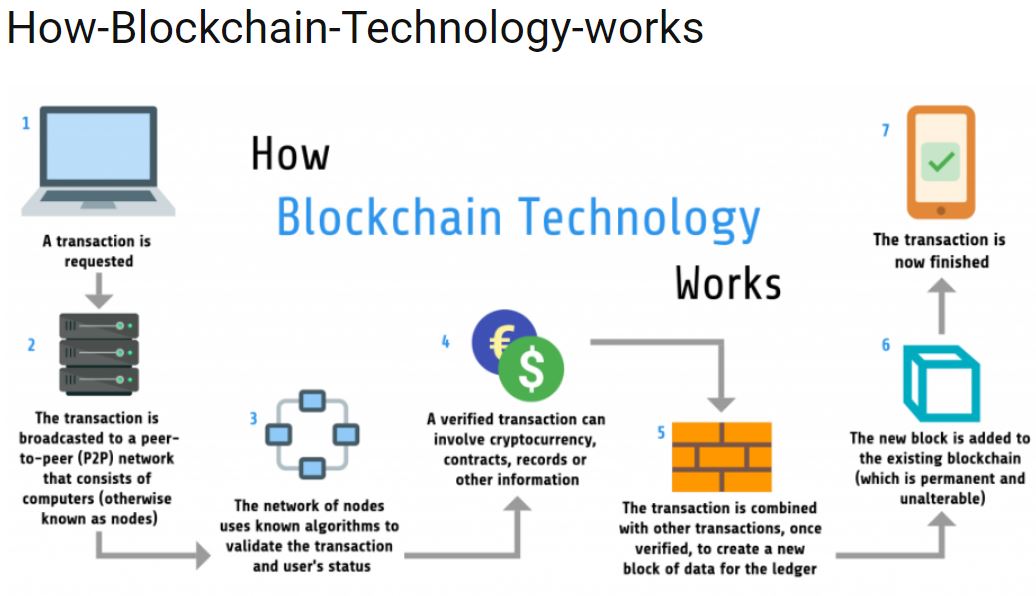 How-Blockchain-Technology-works
How
Blockchain Technology
Works
1
A transaction is
requested
2
The transaction is
broadcasted to a peer-
to-peer (P2P) network
that consists of
computers (otherwise
known as nodes)
3
The network of nodes
uses known algorithms to
validate the transaction
and user's status
4
€
$
A verified transaction can
involve cryptocurrency,
contracts, records or
other information
5
The transaction is combined
with other transactions, once
verified, to create a new
block of data for the ledger
6
The new block is added to
the existing blockchain
(which is permanent and
unalterable)
7
The transaction is
now finished